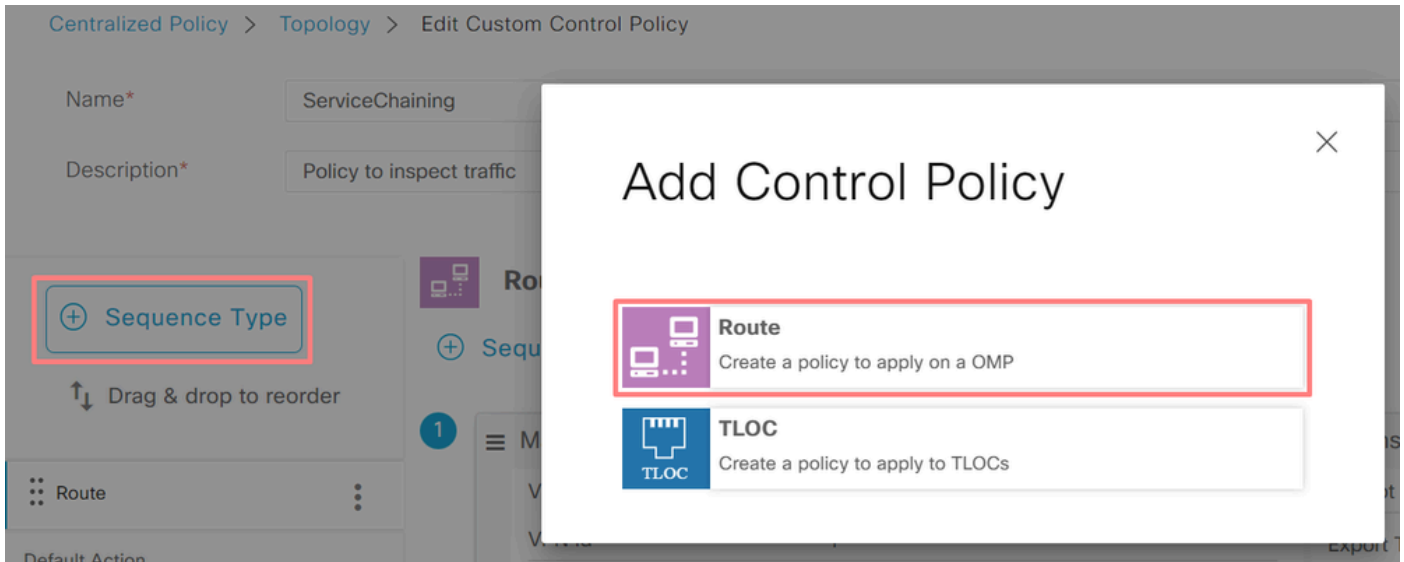 Centralized Policy > Topology > Edit Custom Control Policy
Name* ServiceChaining
Description* Policy to inspect traffic
Add Control Policy
Sequence Type
Drag & drop to reorder
Route
Default Action
1
Route
Create a policy to apply on a OMP
TLOC
TLOC
Create a policy to apply to TLOCs